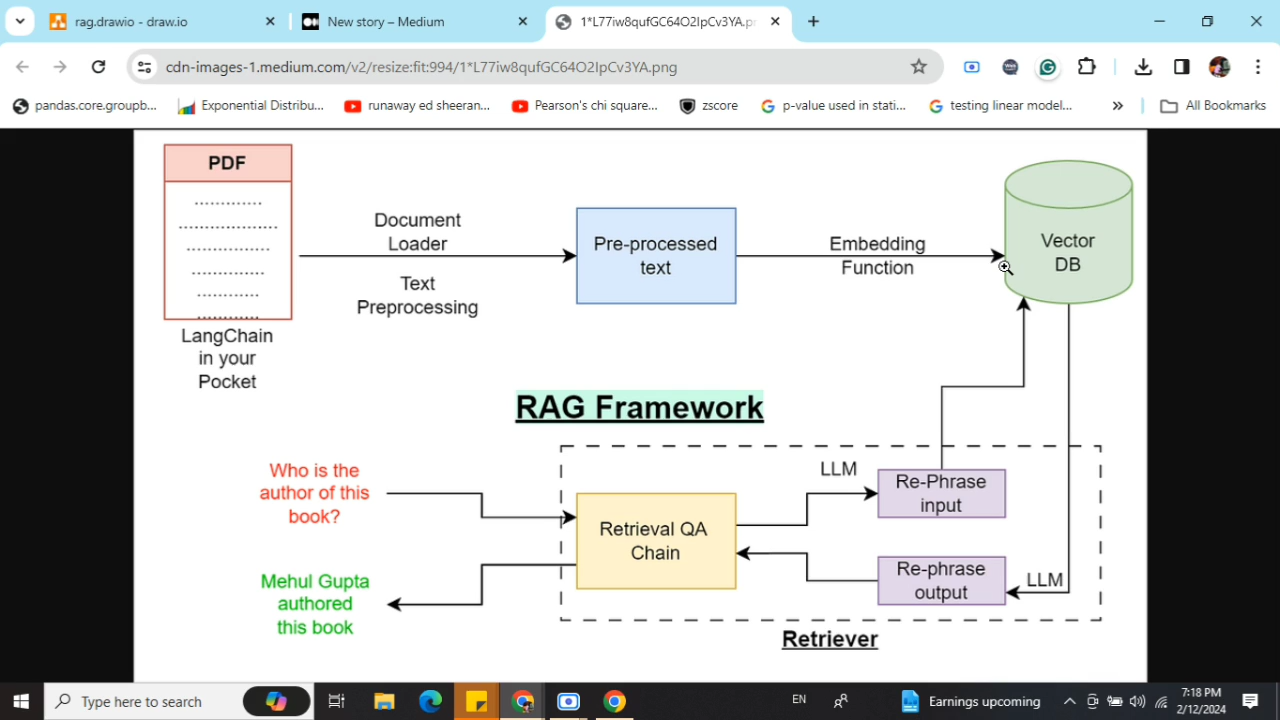 rag.drawio - draw.io
New story – Medium
1*L77iw8qufGC64O2IpCv3YA.pn
cdn-images-1.medium.com/v2/resize:fit:994/1*L77iw8qufGC64O2IpCv3YA.png
pandas.core.groupb...
Exponential Distribu...
runaway ed sheeran...
Pearson's chi square...
zscore
p-value used in stati...
testing linear model...
»
All Bookmarks
PDF
Document
Loader
Text
Preprocessing
Pre-processed
text
Embedding
Function
Vector
DB
LangChain
in your
Pocket
RAG Framework
Who is the
author of this
book?
LLM
Re-Phrase
input
Retrieval QA
Chain
Mehul Gupta
authored
this book
Re-phrase
output
LLM
Retriever
Type here to search
EN
Earnings upcoming
7:18 PM
2/12/2024